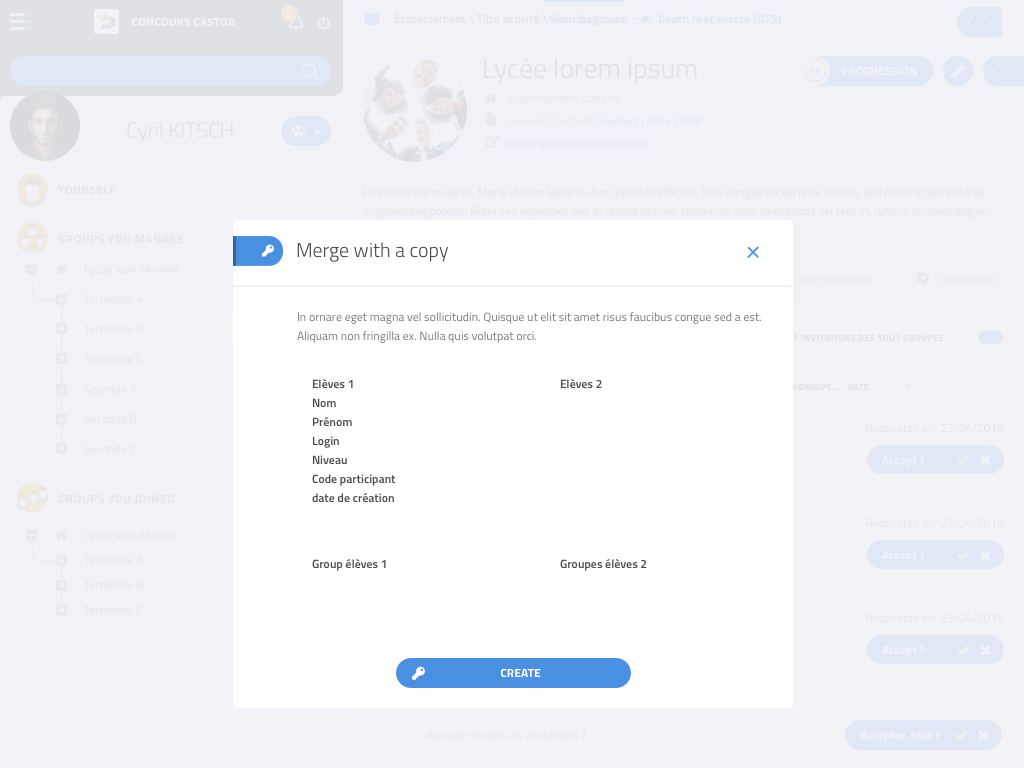 CONCOURS CASTOR
Cyril KITSCH
YOURSELF
GROUPS YOU MANAGE
Lycée Jean Monnet
Terminale A
Terminale B
Terminale C
Seconde A
Seconde B
Seconde C
GROUPS YOU JOINED
Lycée Jean Monnet
Terminale A
Terminale B
Terminale C
Établissement \ Titre activité \ Nom du groupe
Depth first search (DFS)
Lycée lorem ipsum
PROGRESSION
établissement scolaire
associé à l'activité Concours castor 2018
www.lyceeloremipsum.com
Phasellus vel mi lacus. Morbi dictum lacus in diam egestas efficitur. Duis congue mi vel urna dictum, sed placerat est pulvinar.
Suspendisse potenti. Proin sed imperdiet nisl, in ornare mauris. Nulla erat ante, malesuada vel felis in, rutrum aliquam augue.
administration
paramètres
S INVITATIONS DES SOUS GROUPES
DATE
Requested on 23/04/2018
Accept ?
Requested on 23/04/2018
Accept ?
Requested on 23/04/2018
Accept ?
Accepter toutes les invitations ?
Accepter tout ?
Merge with a copy
In ornare eget magna vel sollicitudin. Quisque ut elit sit amet risus faucibus congue sed a est.
Aliquam non fringilla ex. Nulla quis volutpat orci.
Elèves 1
Nom
Prénom
Login
Niveau
Code participant
date de création
Elèves 2
Group élèves 1
Groupes élèves 2
CREATE